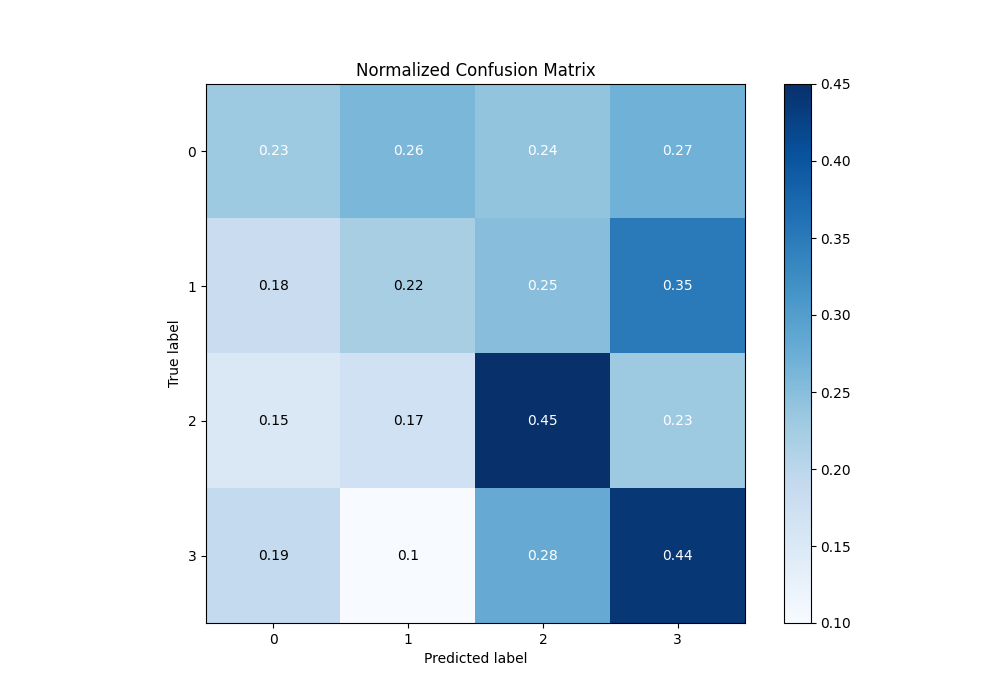 Normalized Confusion Matrix
0 0.23 0.26 0.24 0.27
1 0.18 0.22 0.25 0.35
2 0.15 0.17 0.45 0.23
3 0.19 0.1 0.28 0.44
0 1 2 3
Predicted label
True label
0.45
0.40
0.35
0.30
0.25
0.20
0.15
0.10